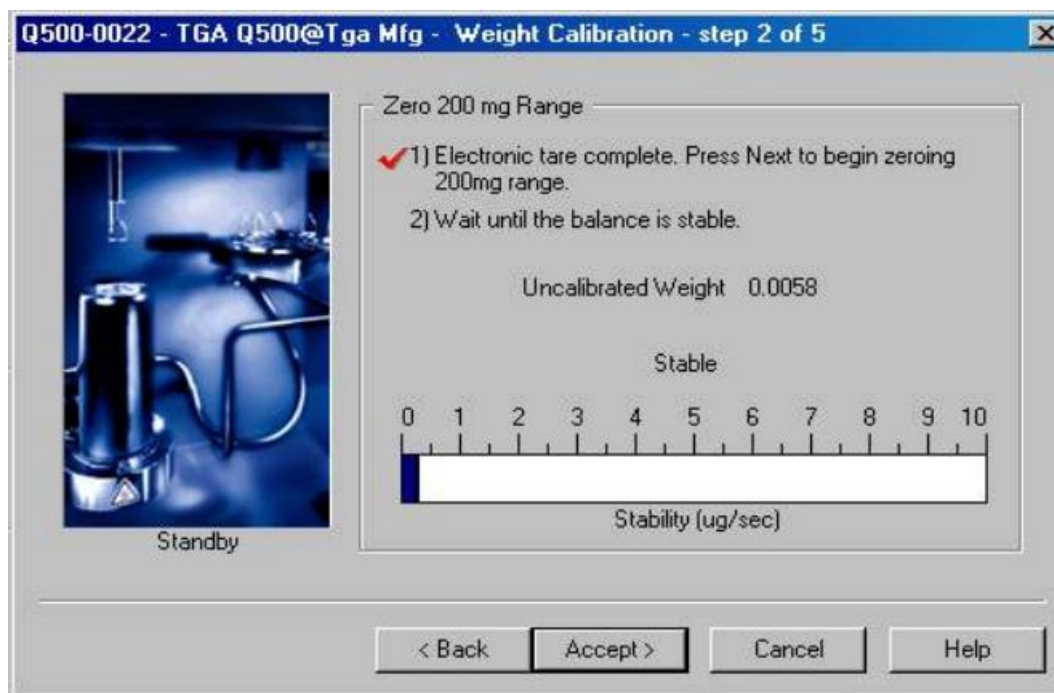 Q500-0022 - TGA Q500@Tga Mfg - Weight Calibration - step 2 of 5
Zero 200 mg Range
1) Electronic tare complete. Press Next to begin zeroing
200mg range.
2) Wait until the balance is stable.
Uncalibrated Weight 0.0058
Stable
0 1 2 3 4 5 6 7 8 9 10
Stability (ug/sec)
Standby
< Back Accept > Cancel Help